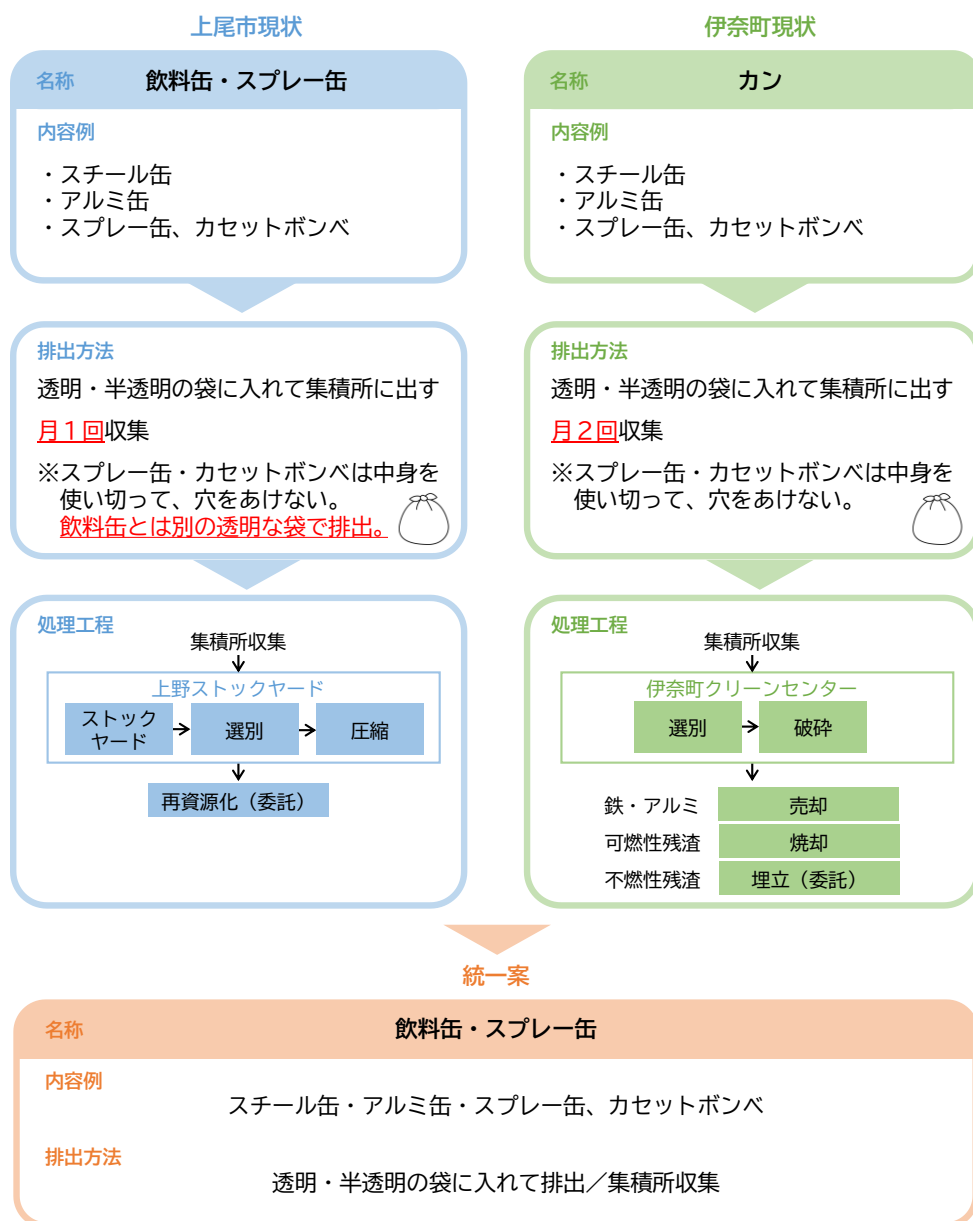 上尾市現状
名称 飲料缶・スプレー缶
内容例
・スチール缶
・アルミ缶
・スプレー缶、カセットボンベ
排出方法
透明・半透明の袋に入れて集積所に出す
月１回収集
※スプレー缶・カセットボンベは中身を
使い切って、穴をあけない。
飲料缶とは別の透明な袋で排出。
処理工程
集積所収集
上野ストックヤード
ストック
ヤード
選別
圧縮
再資源化（委託）
伊奈町現状
名称 カン
内容例
・スチール缶
・アルミ缶
・スプレー缶、カセットボンベ
排出方法
透明・半透明の袋に入れて集積所に出す
月２回収集
※スプレー缶・カセットボンベは中身を
使い切って、穴をあけない。
処理工程
集積所収集
伊奈町クリーンセンター
選別
破砕
鉄・アルミ 売却
可燃性残渣 焼却
不燃性残渣 埋立（委託）
統一案
名称 飲料缶・スプレー缶
内容例
スチール缶・アルミ缶・スプレー缶、カセットボンベ
排出方法
透明・半透明の袋に入れて排出／集積所収集